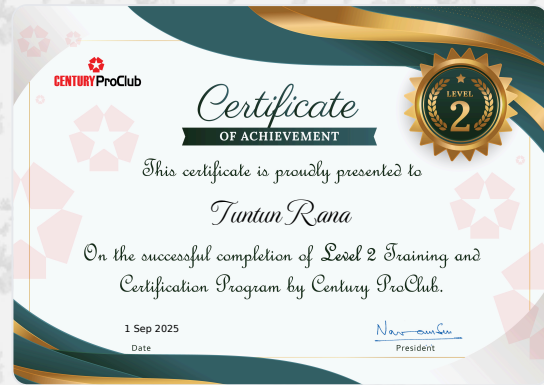 CENTURY ProClub
LEVEL
2
Certificate
OF ACHIEVEMENT
This certificate is proudly presented to
Tuntun Rana
On the successful completion of Level 2 Training and
Certification Program by Century ProClub.
1 Sep 2025
Date
President